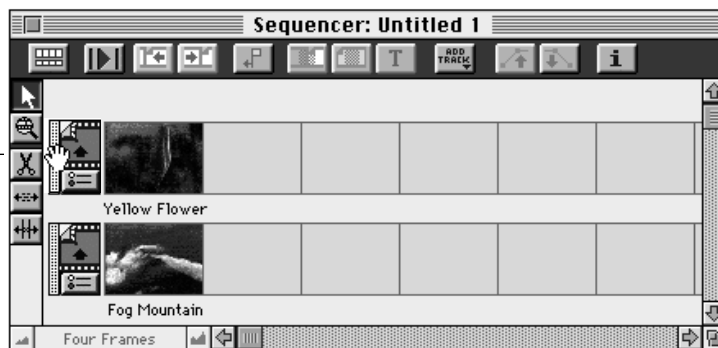 Sequencer: Untitled 1
T ADD TRACK i
Yellow Flower
Fog Mountain
Four Frames